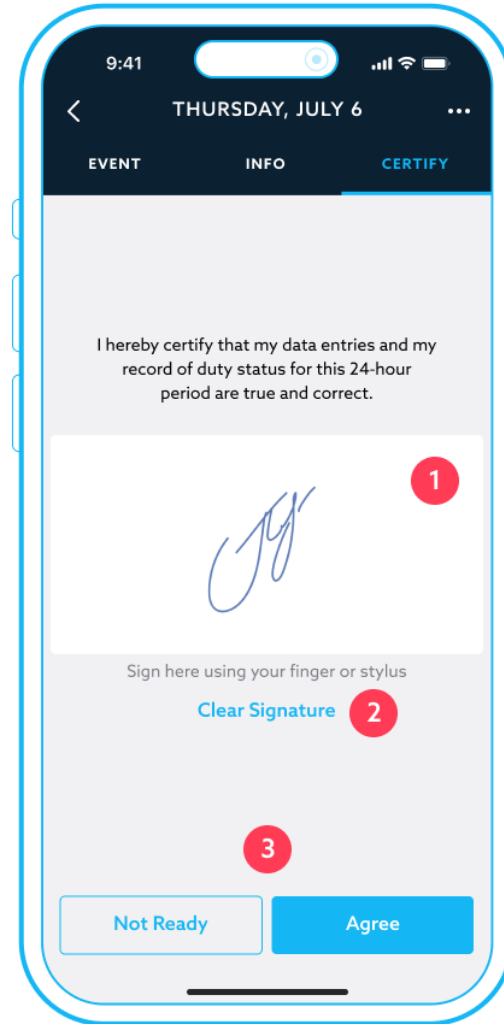 9:41
THURSDAY, JULY 6
EVENT INFO CERTIFY
I hereby certify that my data entries and my
record of duty status for this 24-hour
period are true and correct.
1
Sign here using your finger or stylus
Clear Signature 2
3
Not Ready Agree